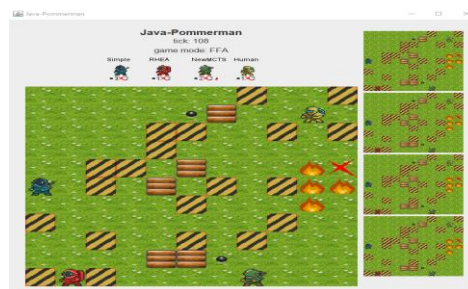 Java-Pommerman
Java-Pommerman
tick: 108
game mode: FFA
Simple RHEA NewMCTS Human